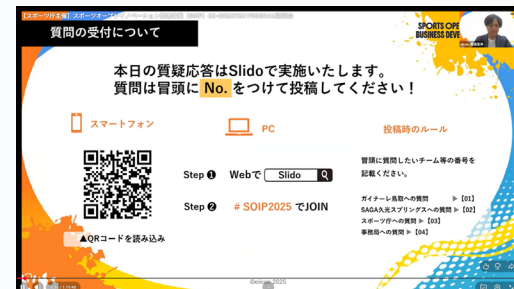 【スポーツ庁主催】スポーツオープンイノベーション
質問の受付について
SPORTS OPE
BUSINESS DEVE
本日の質疑応答はSlidoで実施いたします。
質問は冒頭に No. をつけて投稿してください！
スマートフォン
PC
投稿時のルール
Step ❶ Webで Slido
Step ❷ # SOIP2025 でJOIN
▲QRコードを読み込み
冒頭に質問したいチーム等の番号を
記載ください。
ガイナーレ鳥取への質問 ▶【01】
SAGA久光スプリングスへの質問 ▶【02】
スポーツ庁への質問 ▶【03】
事務局への質問 ▶【04】
2025